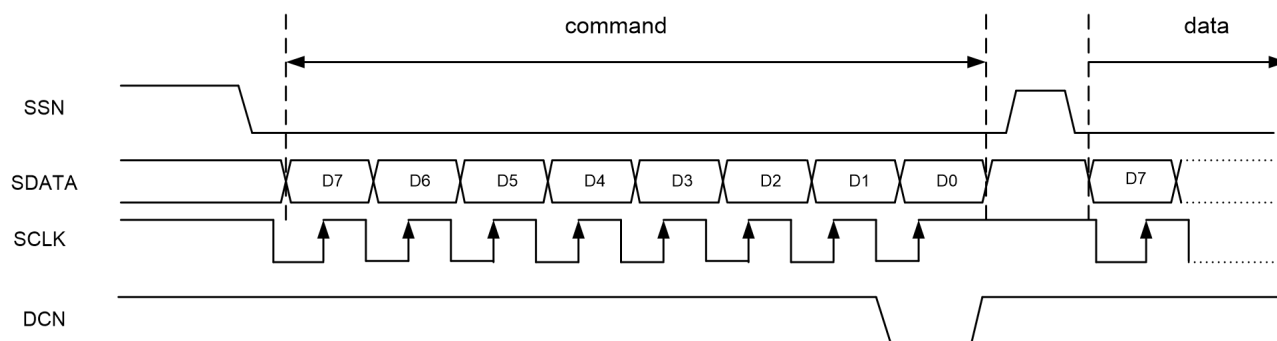 command data
SSN
SDATA D7 D6 D5 D4 D3 D2 D1 D0 D7
SCLK
DCN